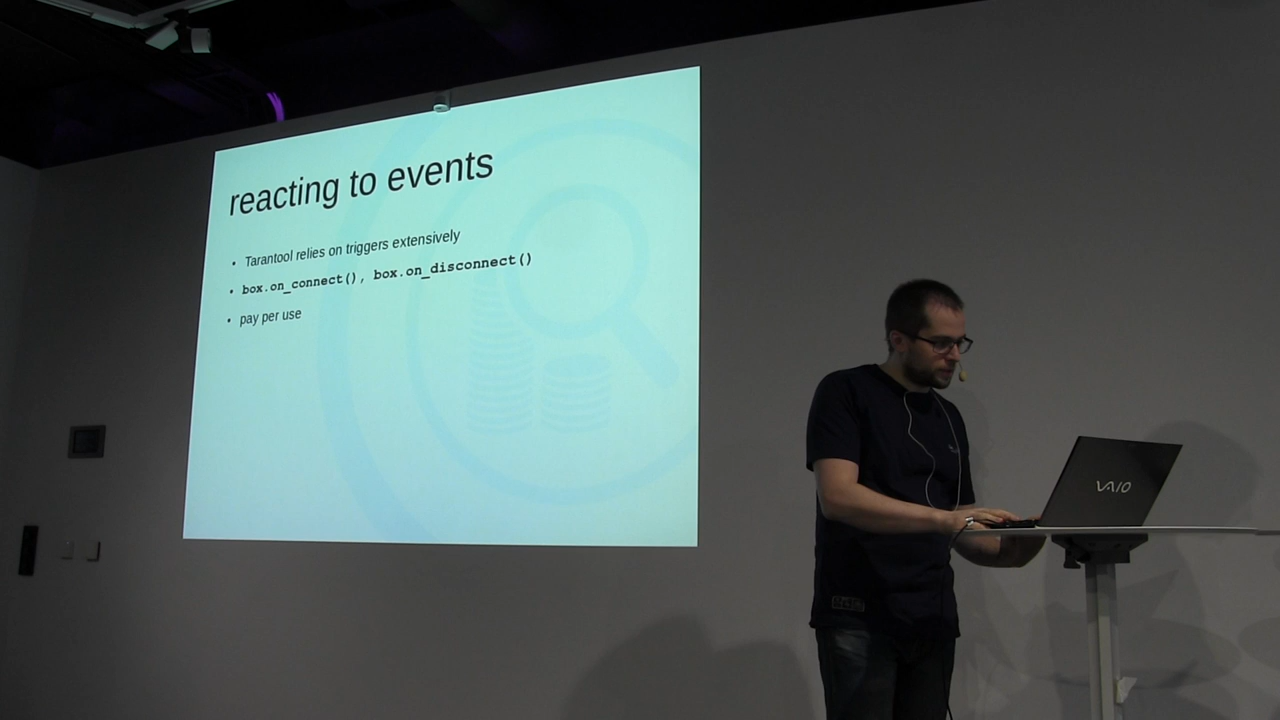 reacting to events
• Tarantool relies on triggers extensively
• box.on_connect(), box.on_disconnect()
• pay per use
VAIO